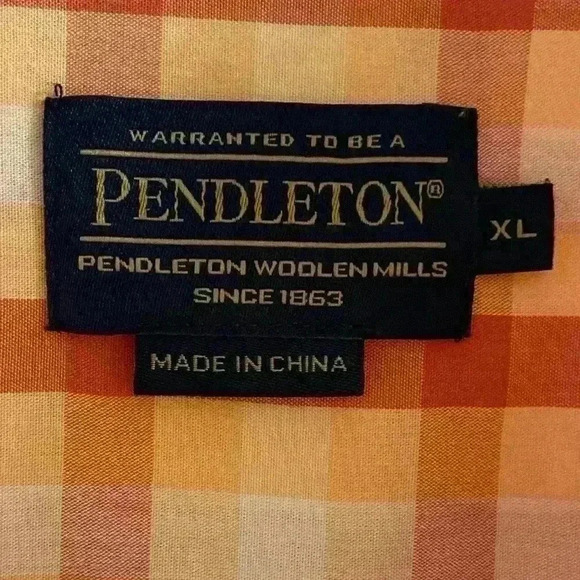 WARRANTED TO BE A
PENDLETON®
PENDLETON WOOLEN MILLS
SINCE 1863
XL
MADE IN CHINA